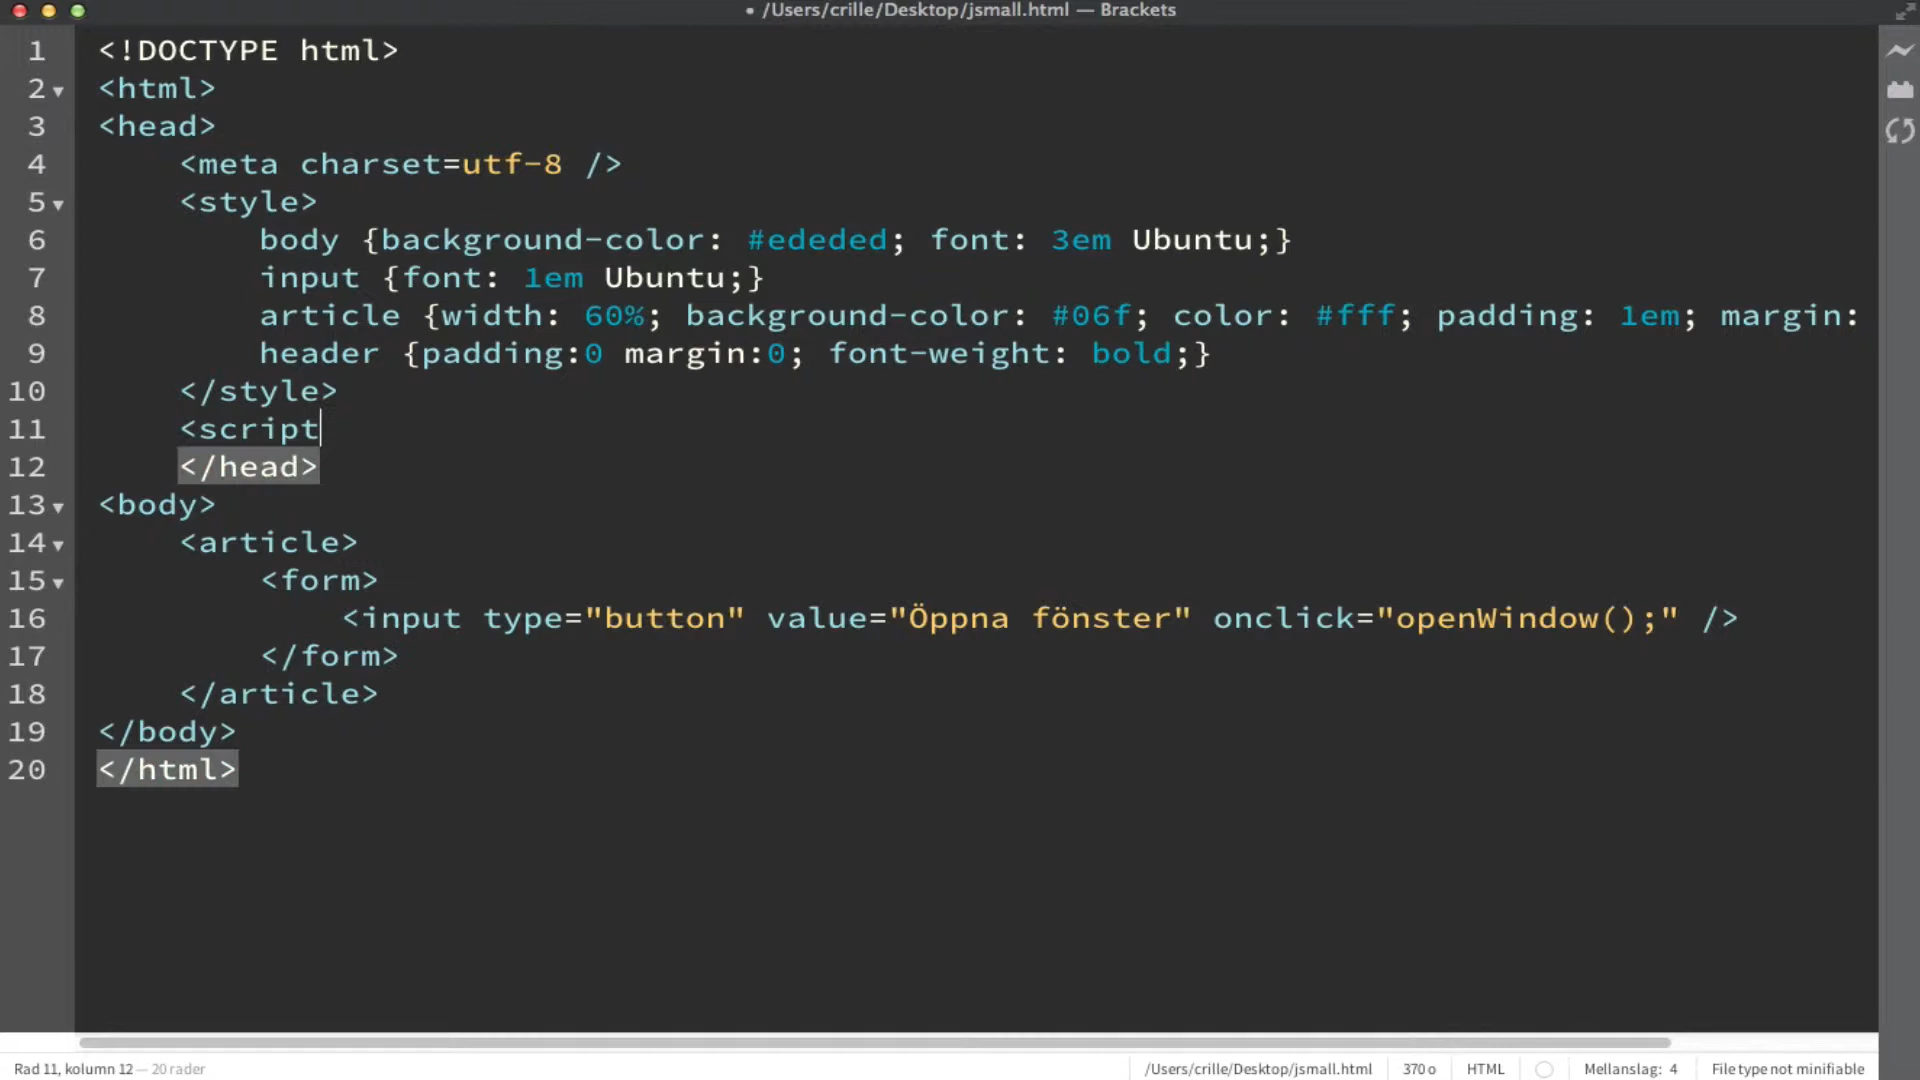 • /Users/crille/Desktop/jsmall.html — Brackets
1 <!DOCTYPE html>
2 <html>
3 <head>
4 <meta charset=utf-8 />
5 <style>
6 body {background-color: #ededed; font: 3em Ubuntu;}
7 input {font: 1em Ubuntu;}
8 article {width: 60%; background-color: #06f; color: #fff; padding: 1em; margin:
9 header {padding:0 margin:0; font-weight: bold;}
10 </style>
11 <script
12 </head>
13 <body>
14 <article>
15 <form>
16 <input type="button" value="Öppna fönster" onclick="openWindow();" />
17 </form>
18 </article>
19 </body>
20 </html>
Rad 11, kolumn 12 — 20 rader /Users/crille/Desktop/jsmall.html 370 o HTML Mellanslag: 4 File type not minifiable